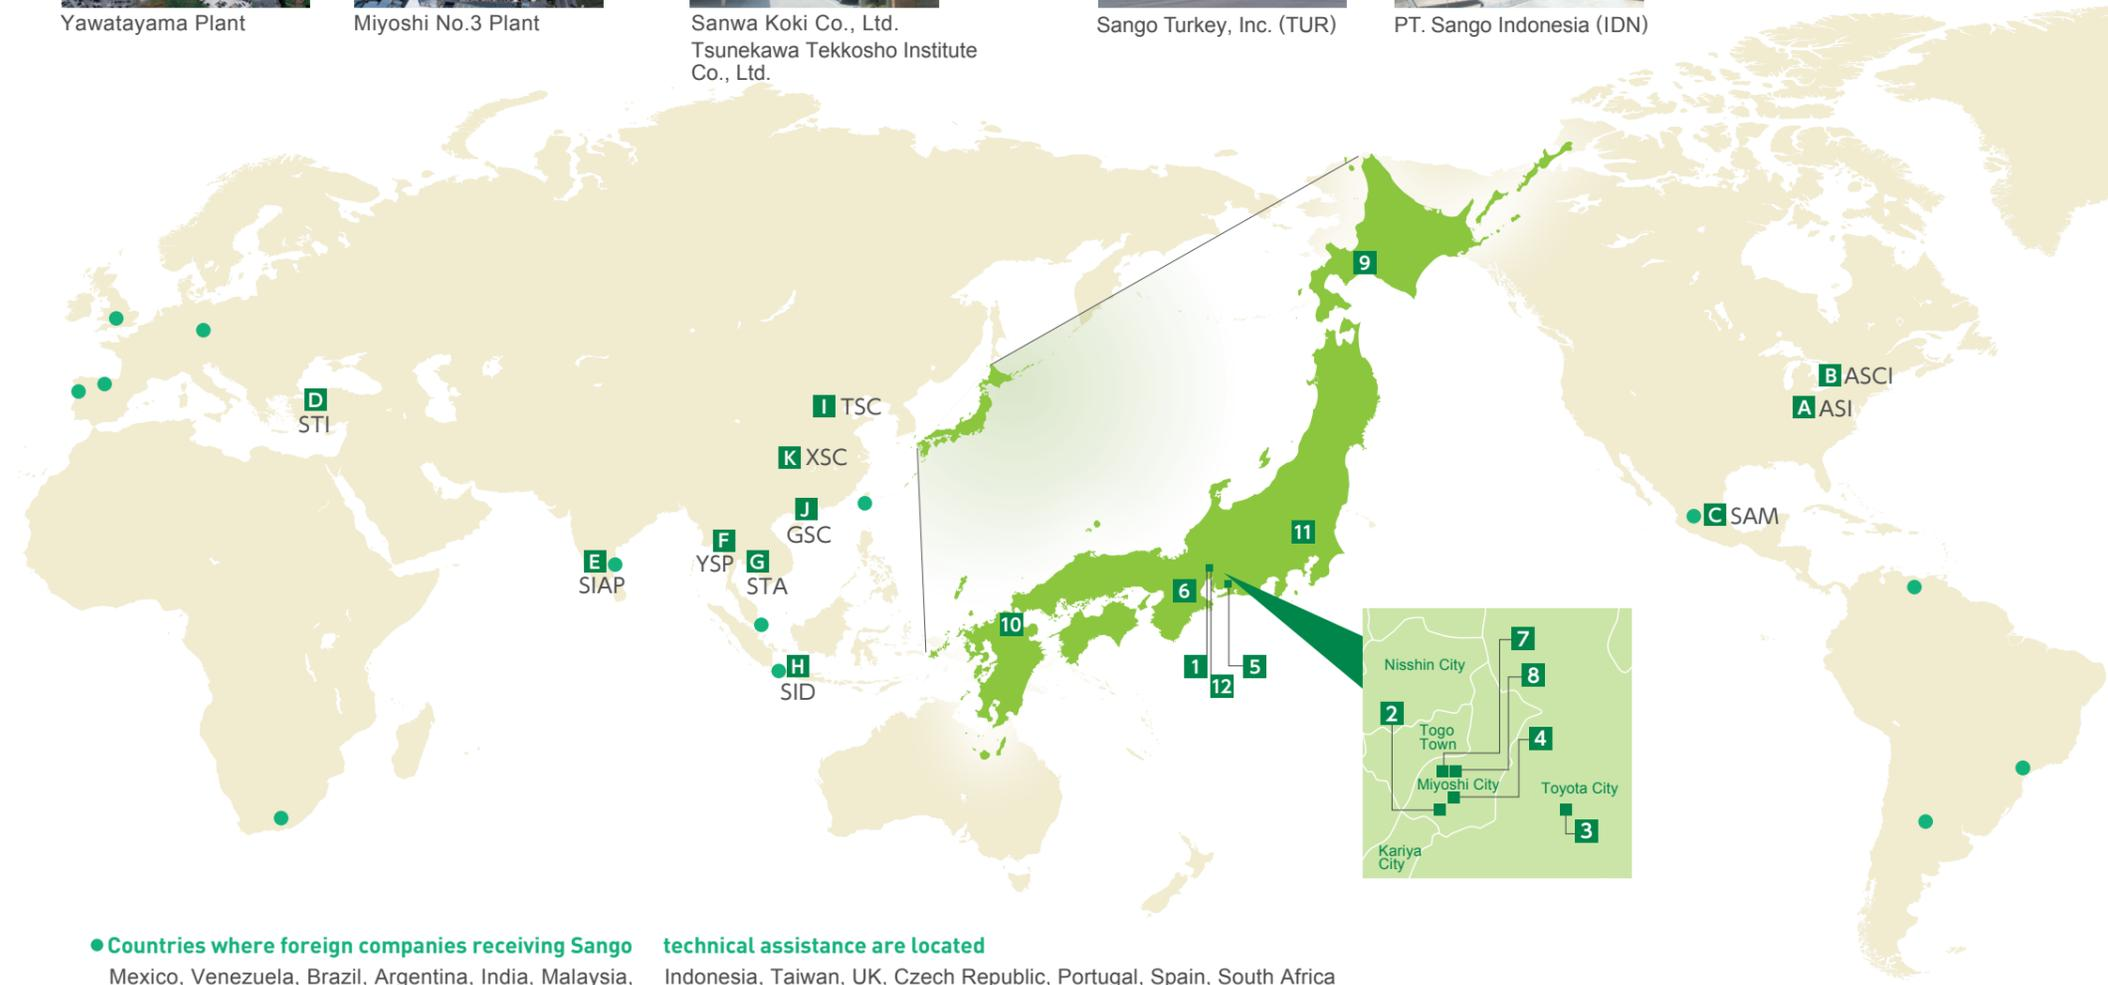 Yawatayama Plant
Miyoshi No.3 Plant
Sanwa Koki Co., Ltd.
Tsunekawa Tekkosho Institute
Co., Ltd.
Sango Turkey, Inc. (TUR)
PT. Sango Indonesia (IDN)
9
B ASCI
A ASI
D
STI
I TSC
K XSC
J
GSC
C SAM
F
YSP
G
STA
E
SIAP
11
6
10
H
SID
1
12
5
7
Nisshin City
8
2
Togo
Town
4
Miyoshi City
Toyota City
3
Kariya
City
Countries where foreign companies receiving Sango technical assistance are located
Mexico, Venezuela, Brazil, Argentina, India, Malaysia, Indonesia, Taiwan, UK, Czech Republic, Portugal, Spain, South Africa